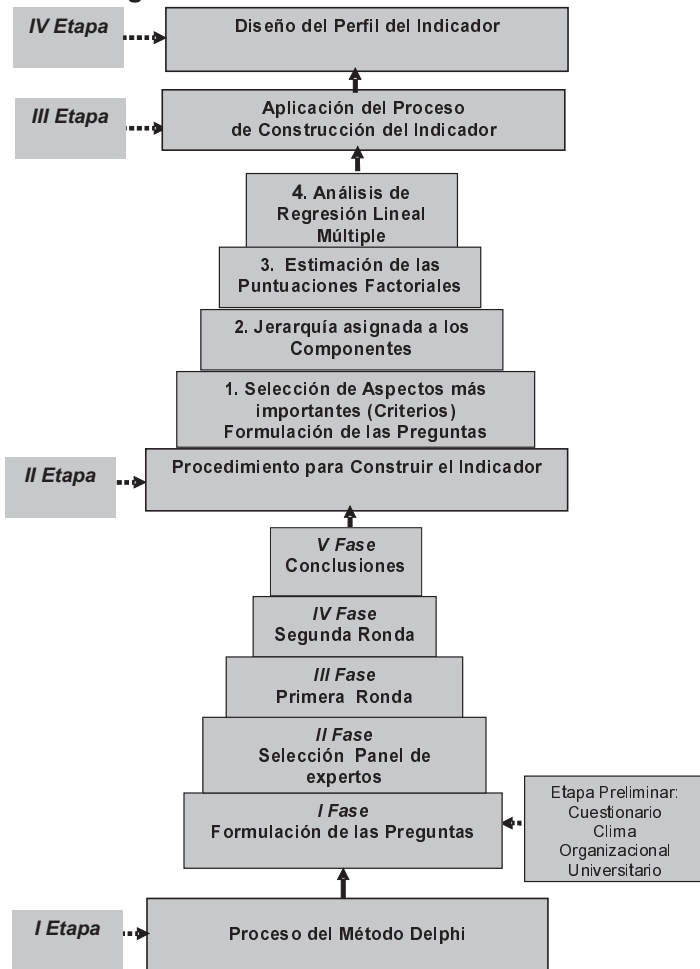 IV Etapa
Diseño del Perfil del Indicador
III Etapa
Aplicación del Proceso
de Construcción del Indicador
4. Análisis de
Regresión Lineal
Múltiple
3. Estimación de las
Puntuaciones Factoriales
2. Jerarquía asignada a los
Componentes
1. Selección de Aspectos más
importantes (Criterios)
Formulación de las Preguntas
II Etapa
Procedimiento para Construir el Indicador
V Fase
Conclusiones
IV Fase
Segunda Ronda
III Fase
Primera Ronda
II Fase
Selección Panel de
expertos
I Fase
Formulación de las Preguntas
Etapa Preliminar:
Cuestionario
Clima
Organizacional
Universitario
I Etapa
Proceso del Método Delphi